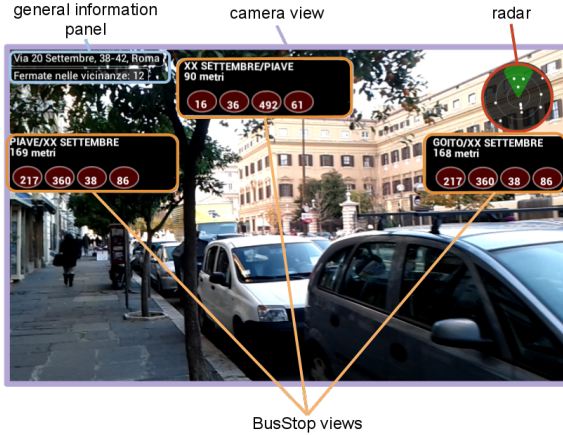 general information
panel
camera view
radar
Via 20 Settembre, 38-42, Roma
Fermate nelle vicinanze: 12
XX SETTEMBRE/PIAVE
90 metri
16 36 492 61
PIAVE/XX SETTEMBRE
169 metri
217 360 38 86
GOITO/XX SETTEMBRE
168 metri
217 360 38 86
BusStop views